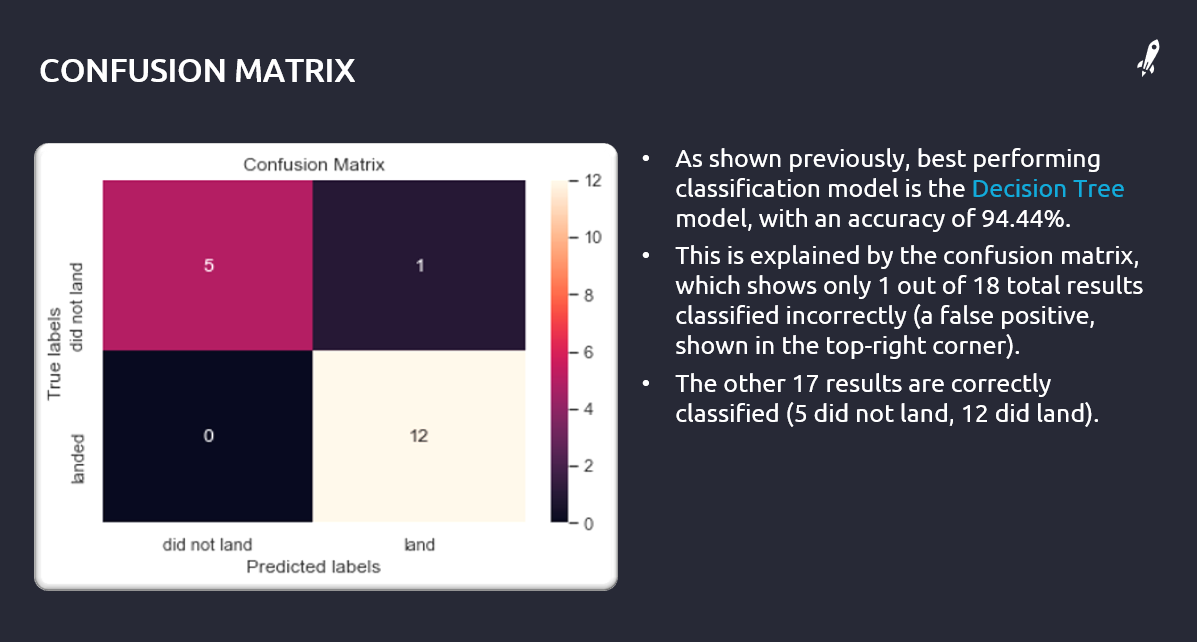 CONFUSION MATRIX
Confusion Matrix
True labels
did not land
landed
5
1
0
12
12
10
8
6
4
2
0
did not land
land
Predicted labels
• As shown previously, best performing
classification model is the Decision Tree
model, with an accuracy of 94.44%.
• This is explained by the confusion matrix,
which shows only 1 out of 18 total results
classified incorrectly (a false positive,
shown in the top-right corner).
• The other 17 results are correctly
classified (5 did not land, 12 did land).